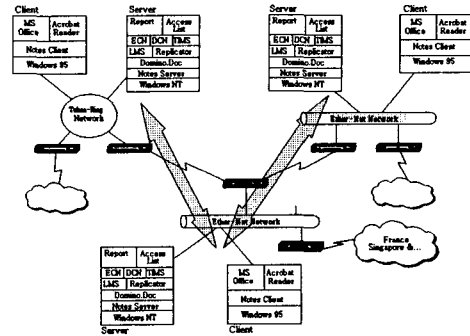 Client
MS Office
Acrobat Reader
Notes Client
Windows 95
Server
Report
Access List
ECN DCN TIMS
LMS Replicator
Domino.Doc
Notes Server
Windows NT
Server
Report
Access List
ECN DCN TIMS
LMS Replicator
Domino.Doc
Notes Server
Windows NT
Client
MS Office
Acrobat Reader
Notes Client
Windows 95
Token-Ring Network
Ether-Net Network
Ether-Net Network
France
Singapore &...
Report
Access List
ECN DCN TIMS
LMS Replicator
Domino.Doc
Notes Server
Windows NT
Server
MS Office
Acrobat Reader
Notes Client
Windows 95
Client